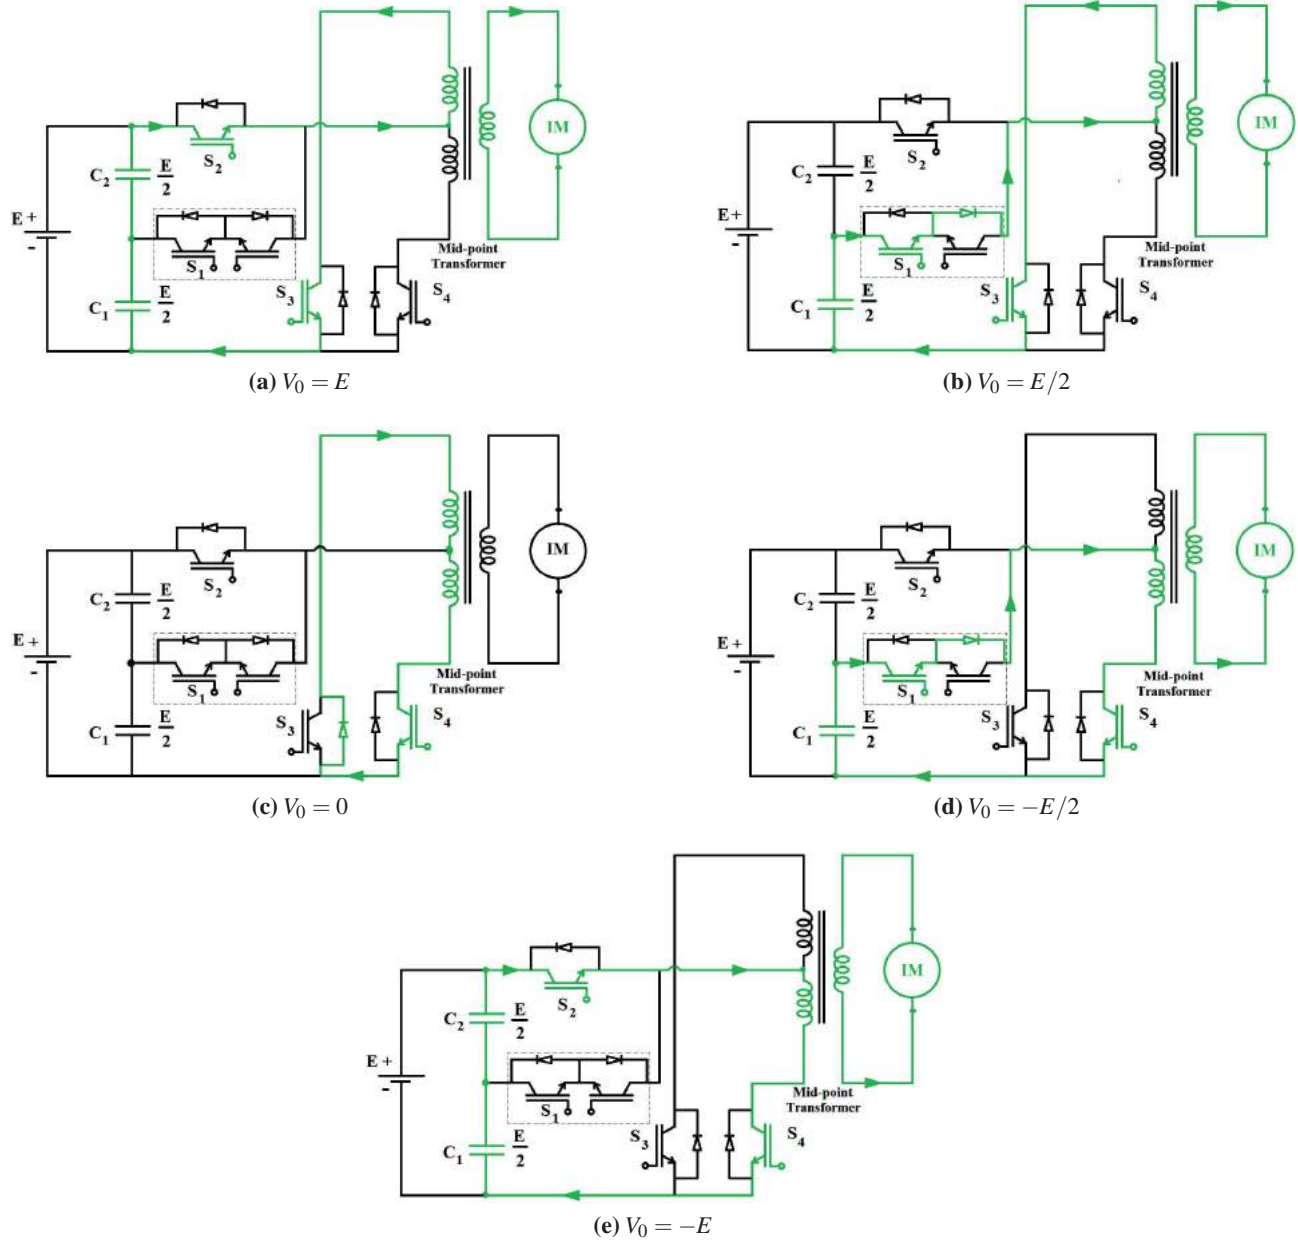 IM
S2
C2 E/2
E +
-
S1
Mid-point
Transformer
S3
S4
C1 E/2
(a) V0 = E
IM
S2
C2 E/2
E +
-
S1
Mid-point
Transformer
S3
S4
C1 E/2
(b) V0 = E/2
IM
S2
C2 E/2
E +
-
S1
Mid-point
Transformer
S3
S4
C1 E/2
(c) V0 = 0
IM
S2
C2 E/2
E +
-
S1
Mid-point
Transformer
S3
S4
C1 E/2
(d) V0 = −E/2
IM
S2
C2 E/2
E +
-
S1
Mid-point
Transformer
S3
S4
C1 E/2
(e) V0 = −E